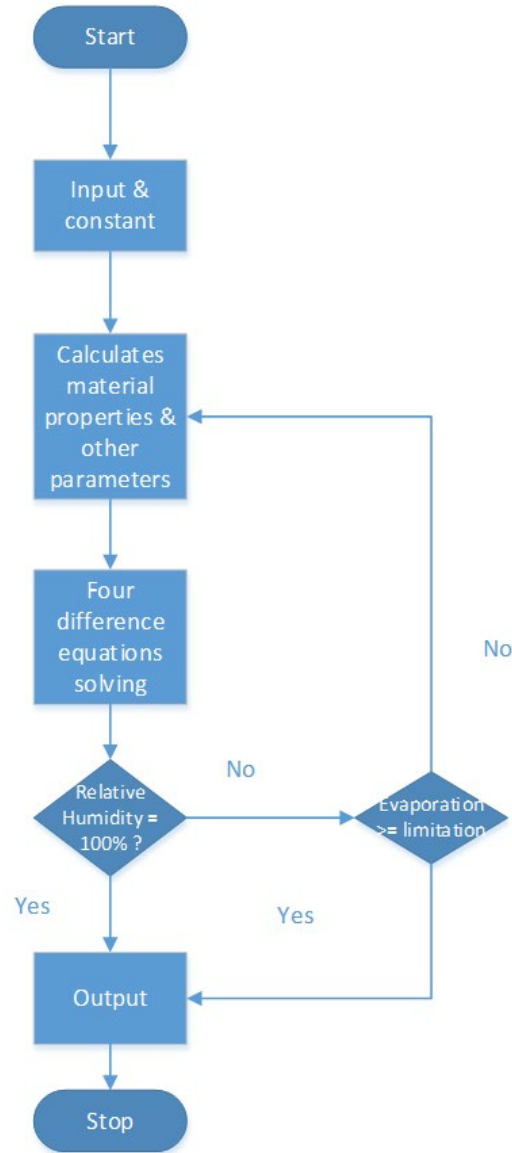 Start
Input &
constant
Calculates
material
properties &
other
parameters
Four
difference
equations
solving
No
No
Relative
Humidity =
100% ?
Evaporation
>= limitation
Yes
Yes
Output
Stop